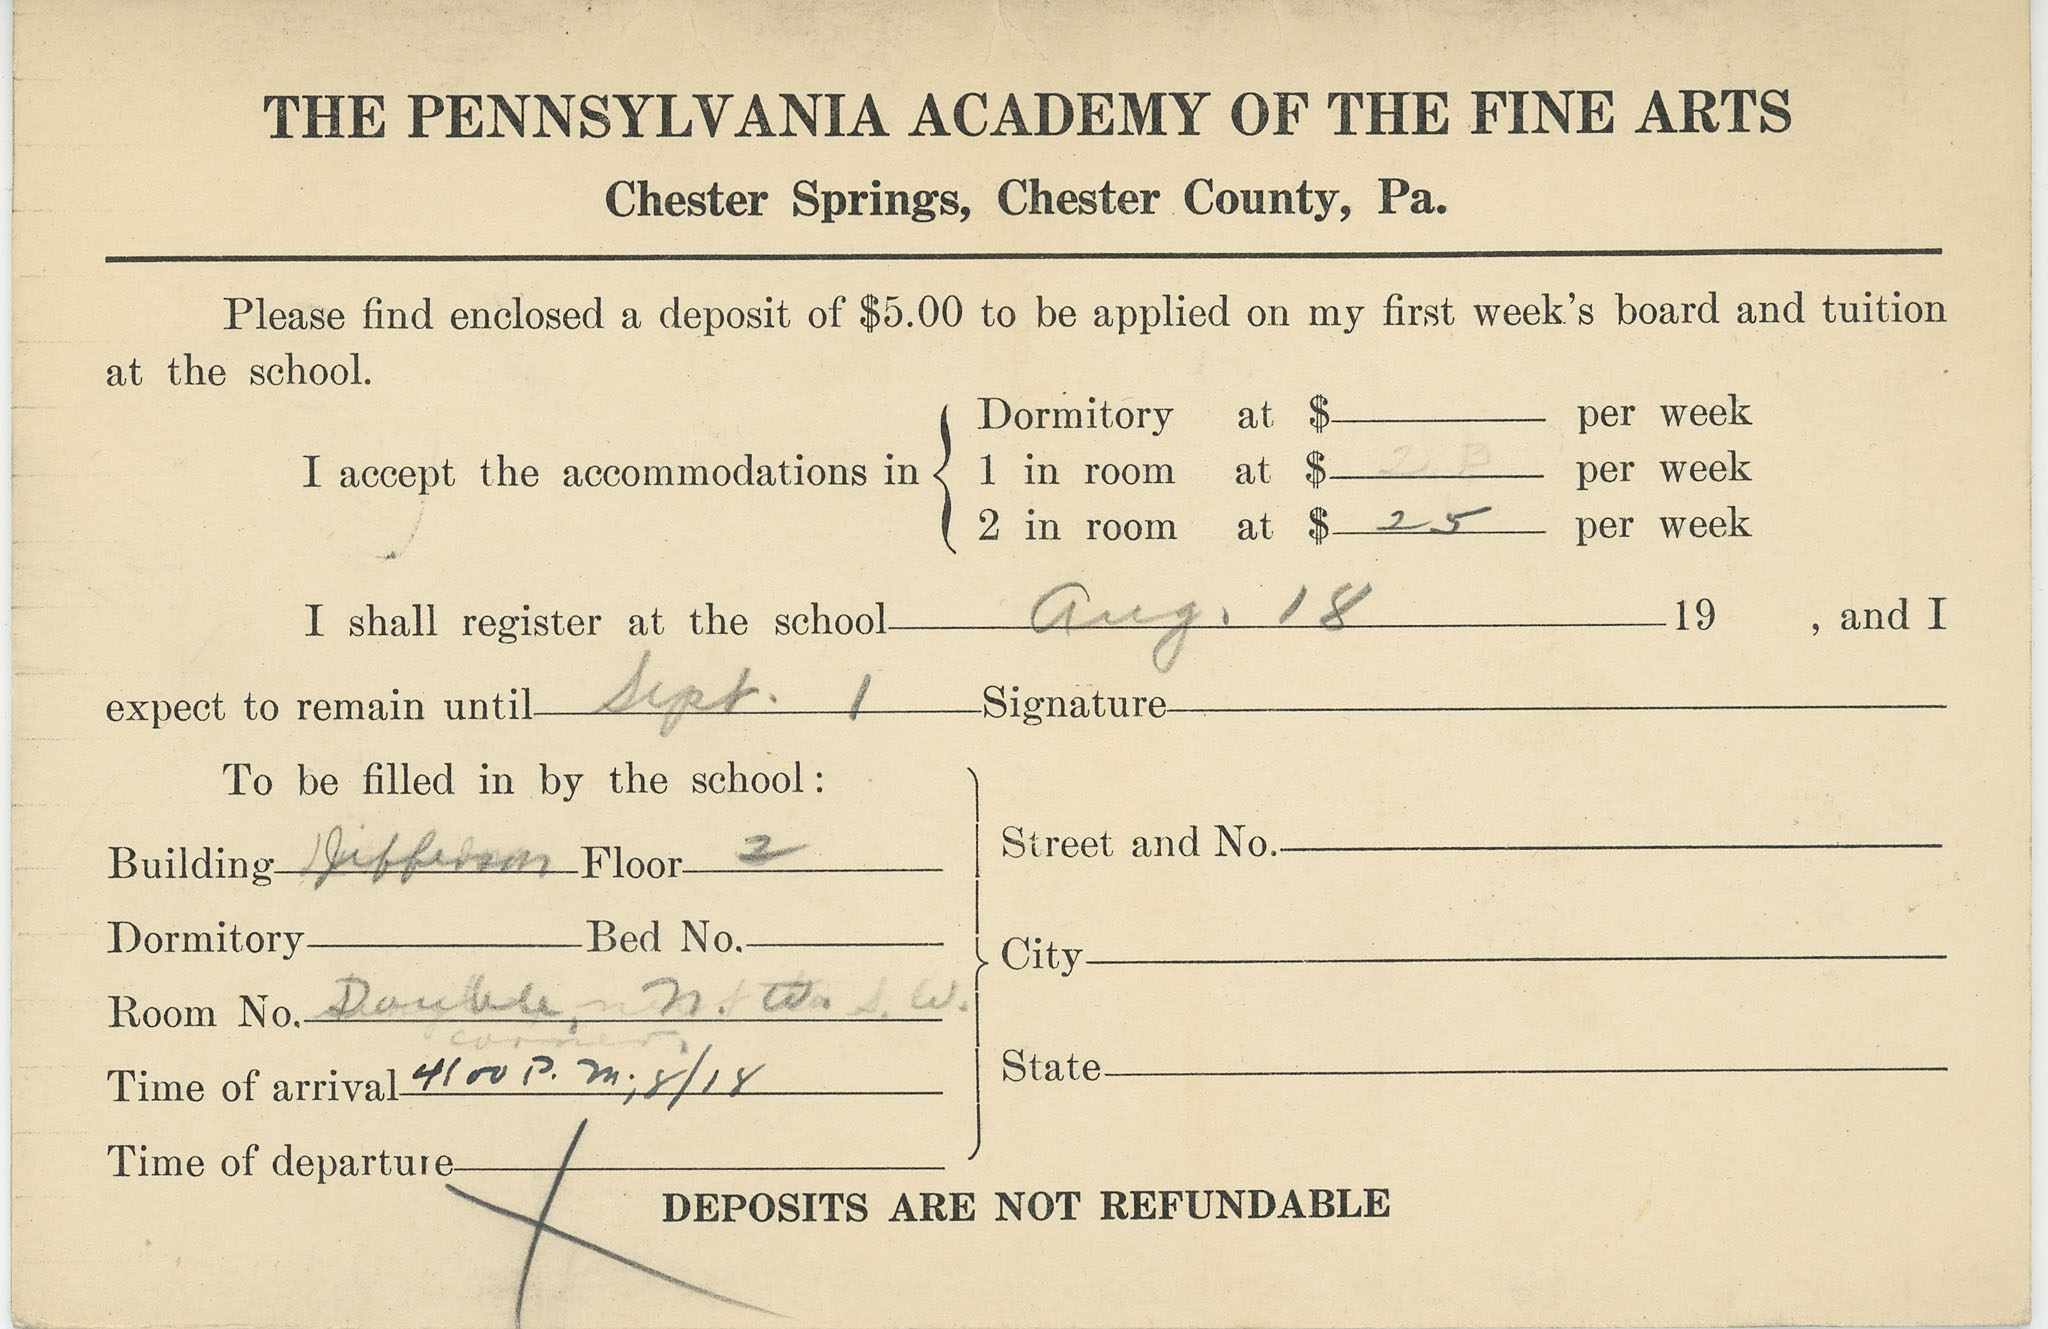 THE PENNSYLVANIA ACADEMY OF THE FINE ARTS
Chester Springs, Chester County, Pa.
Please find enclosed a deposit of $5.00 to be applied on my first week's board and tuition
at the school.
I accept the accommodations in
Dormitory at $ per week
1 in room at $ per week
2 in room at $ 25 per week
I shall register at the school Aug. 18 19 , and I
expect to remain until Sept. 1 Signature
To be filled in by the school:
Building Jefferson Floor 2
Dormitory Bed No.
Room No. Double, S. W.
corner.
Time of arrival 4:00 P. M; 8/18
Time of departure
Street and No.
City
State
DEPOSITS ARE NOT REFUNDABLE